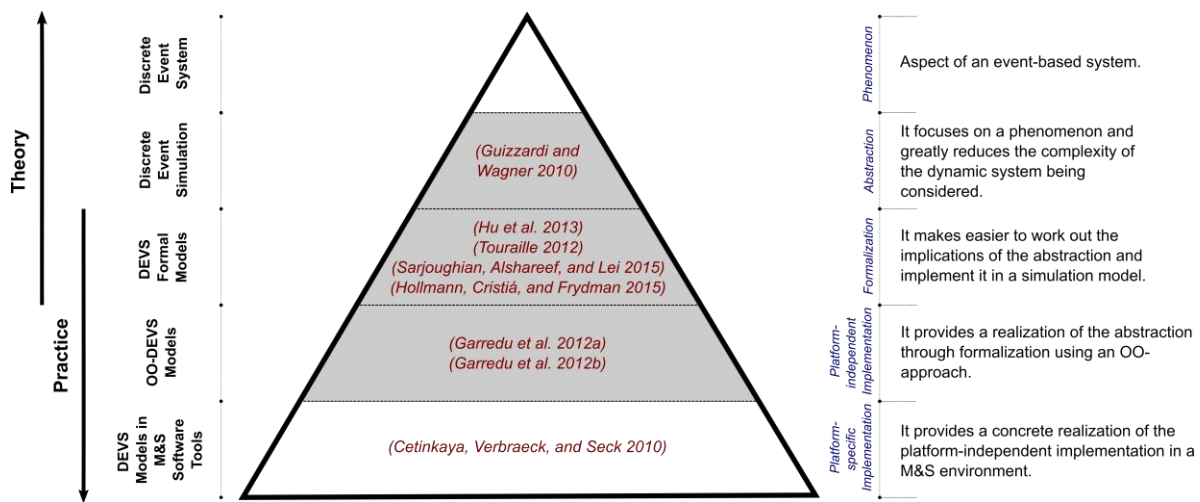 Theory
Practice
Discrete
Event
System
Discrete
Event
Simulation
DEVS
Formal
Models
OO-DEVS
Models
DEVS
Models in
M&S
Software
Tools
(Guizzardi and
Wagner 2010)
(Hu et al. 2013)
(Touraille 2012)
(Sarjoughian, Alshareef, and Lei 2015)
(Hollmann, Cristiá, and Frydman 2015)
(Garredu et al. 2012a)
(Garredu et al. 2012b)
(Cetinkaya, Verbraeck, and Seck 2010)
Phenomenon
Abstraction
Formalization
Platform-
independent
Implementation
Platform-
specific
Implementation
Aspect of an event-based system.
It focuses on a phenomenon and
greatly reduces the complexity of
the dynamic system being
considered.
It makes easier to work out the
implications of the abstraction and
implement it in a simulation model.
It provides a realization of the abstraction
through formalization using an OO-
approach.
It provides a concrete realization of the
platform-independent implementation in a
M&S environment.